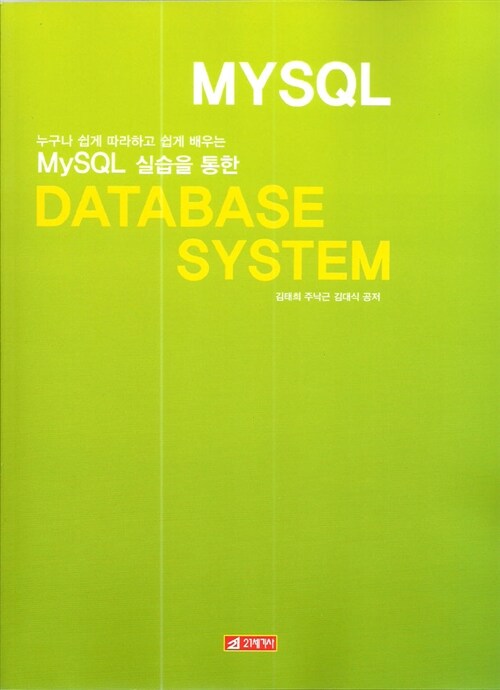 MYSQL
누구나 쉽게 따라하고 쉽게 배우는
MySQL 실습을 통한
DATABASE
SYSTEM
김태희 주낙근 김대식 공저
21세기사